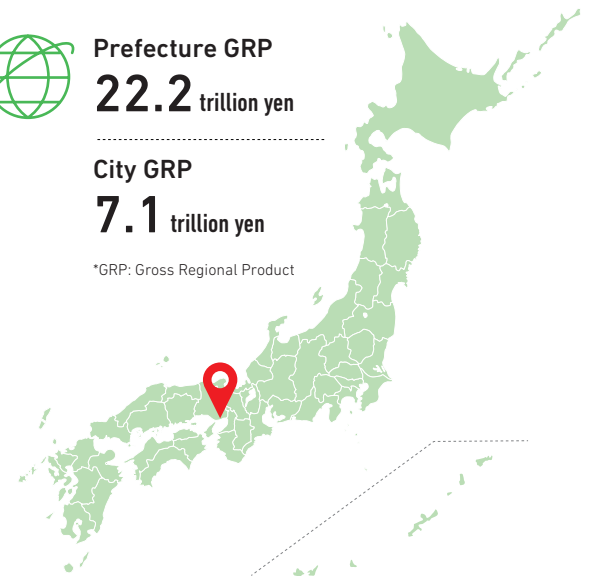 Prefecture GRP
22.2 trillion yen
City GRP
7.1 trillion yen
*GRP: Gross Regional Product